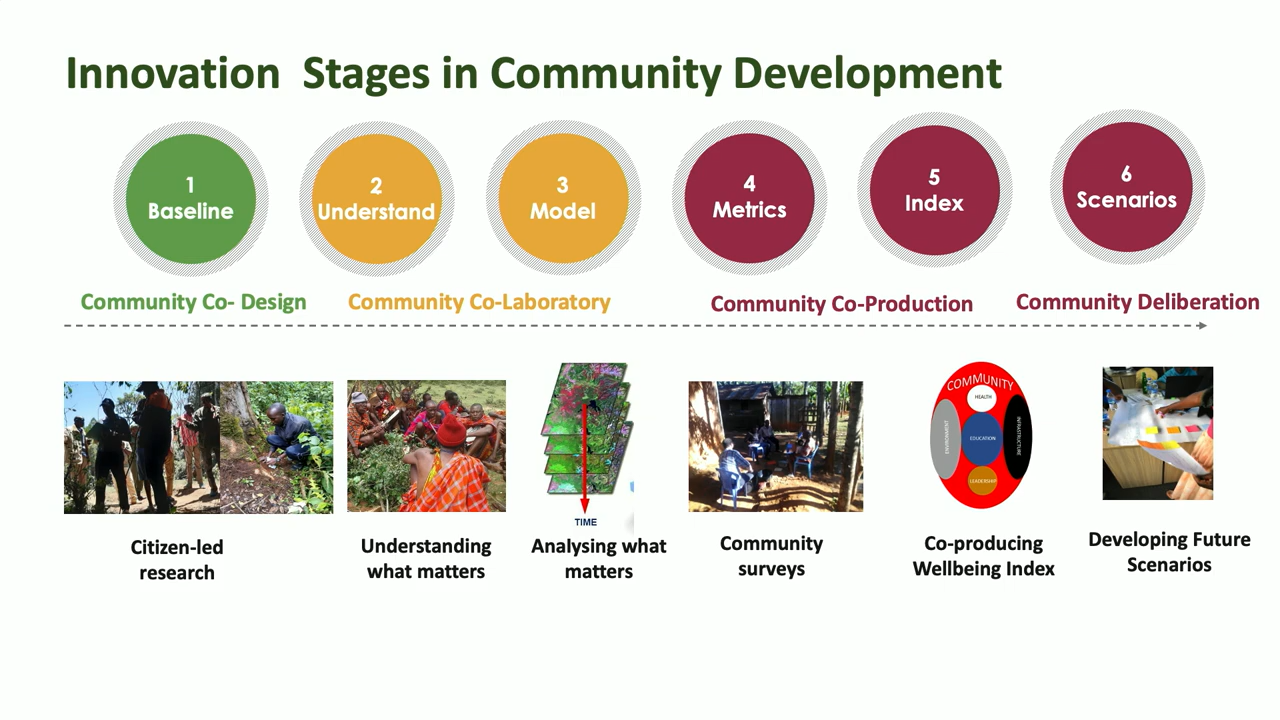 Innovation  Stages in Community Development
1
Baseline
2
Understand
3
Model
4
Metrics
5
Index
6
Scenarios
Community Co- Design
Community Co-Laboratory
Community Co-Production
Community Deliberation
TIME
COMMUNITY
HEALTH
ENVIRONMENT
EDUCATION
INFRASTRUCTURE
LEADERSHIP
Citizen-led
research
Understanding
what matters
Analysing what
matters
Community
surveys
Co-producing
Wellbeing Index
Developing Future
Scenarios